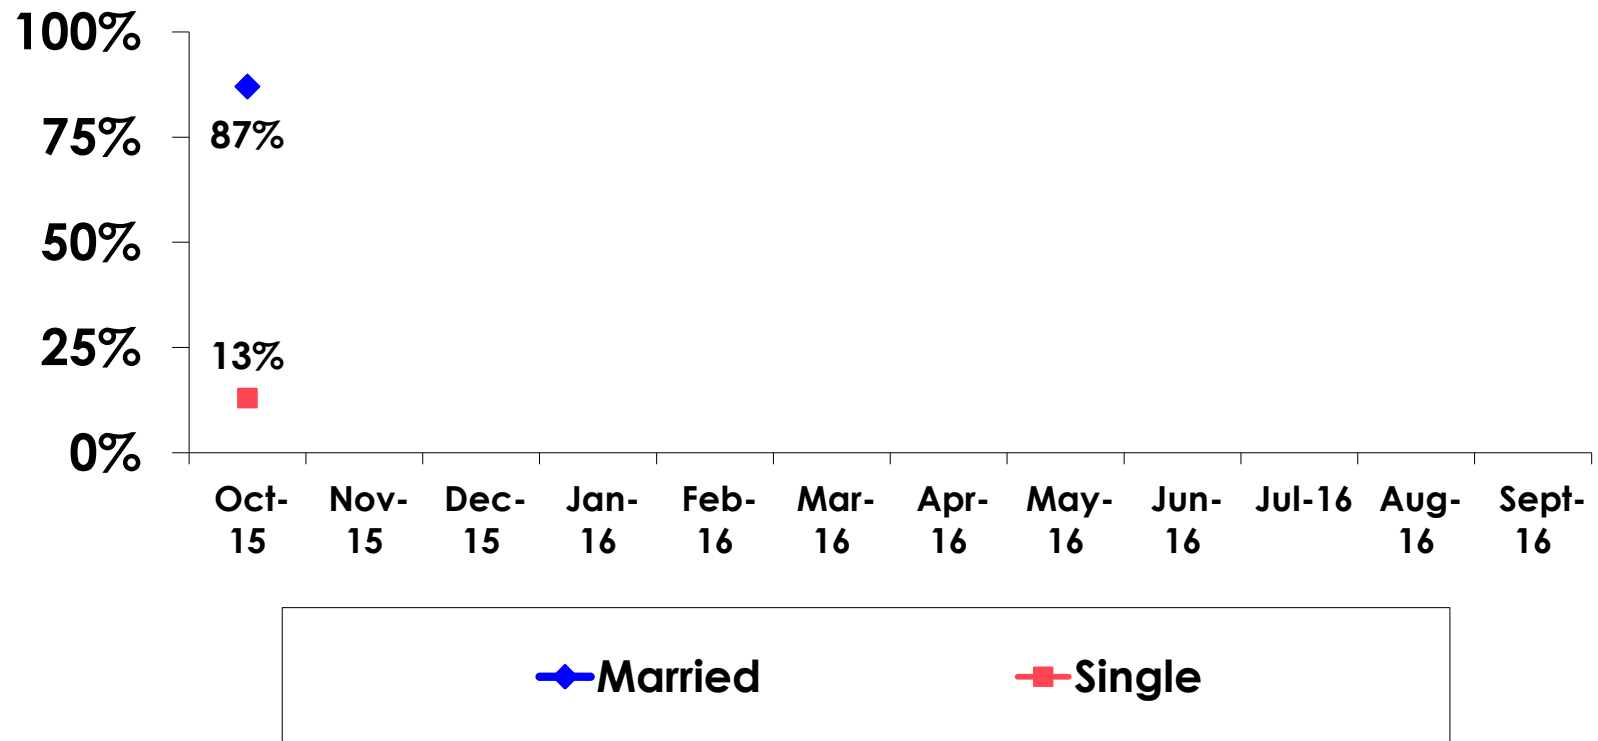 100%
75%
50%
25%
0%
87%
13%
Oct-
15
Nov-
15
Dec-
15
Jan-
16
Feb-
16
Mar-
16
Apr-
16
May-
16
Jun-
16
Jul-16
Aug-
16
Sept-
16
Married
Single